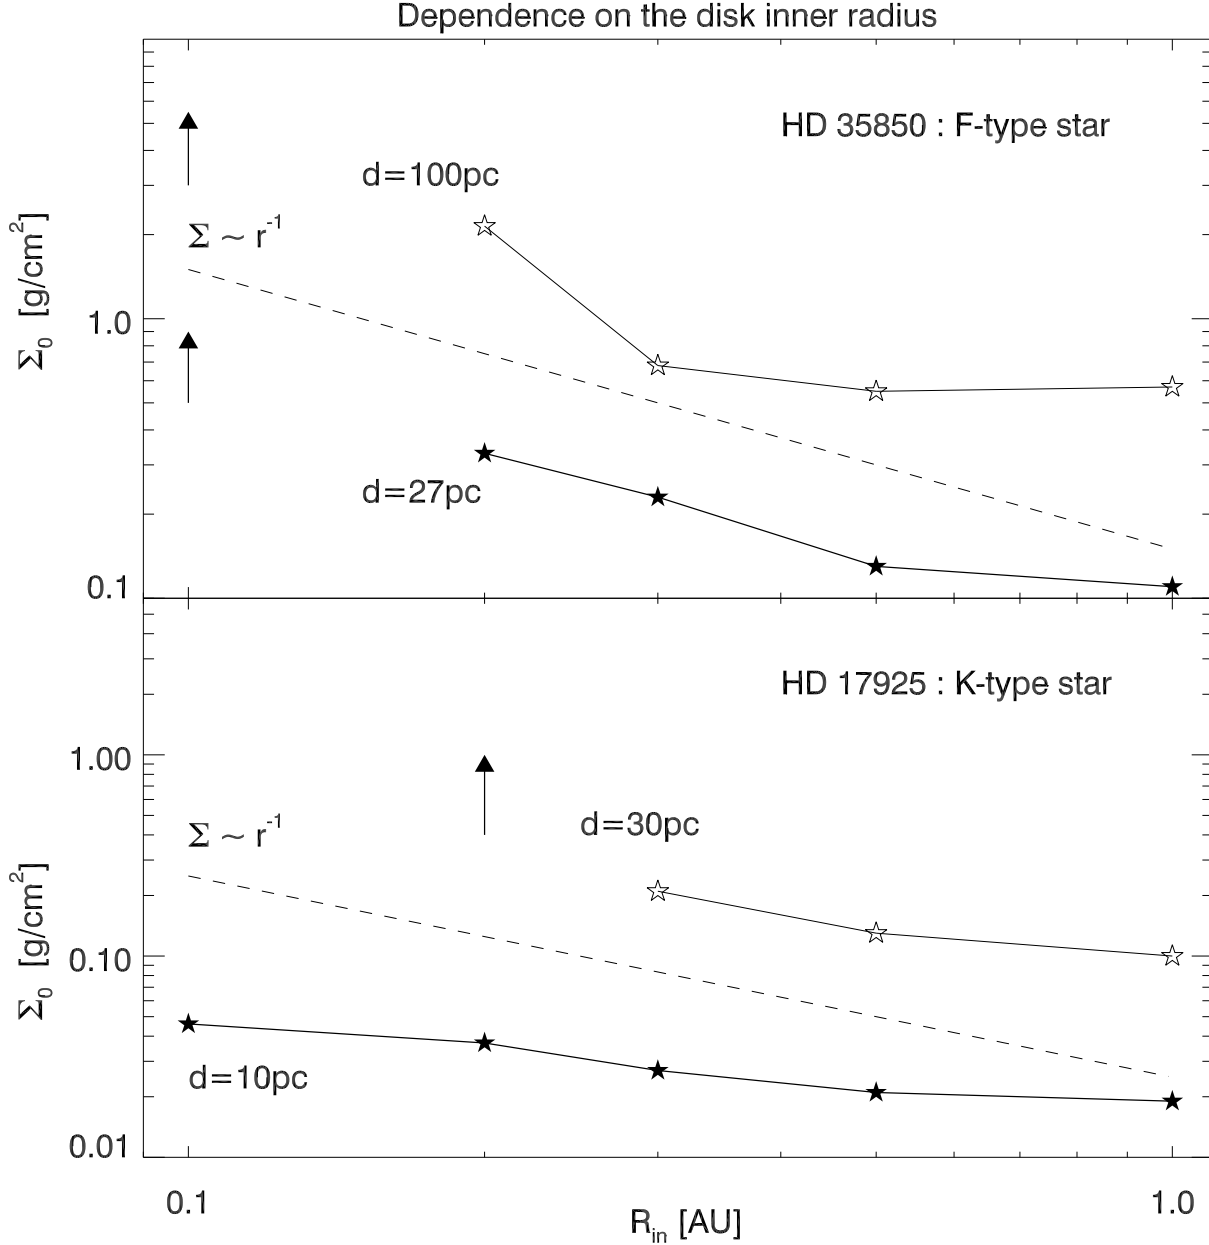 Dependence on the disk inner radius
HD 35850 : F-type star
d=100pc
Σ ~ r⁻¹
Σ₀ [g/cm²]
1.0
d=27pc
0.1
HD 17925 : K-type star
1.00
d=30pc
Σ ~ r⁻¹
Σ₀ [g/cm²]
0.10
d=10pc
0.01
0.1
1.0
R_in [AU]